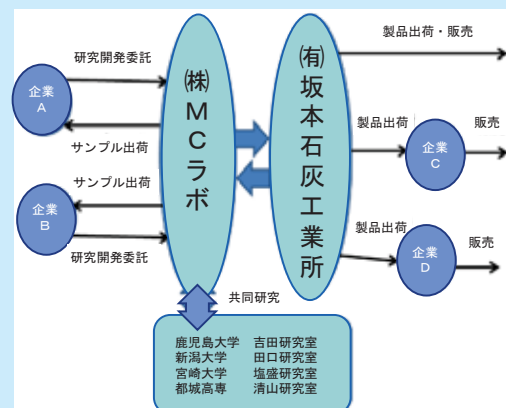 研究開発委託
企業
A
サンプル出荷
サンプル出荷
企業
B
研究開発委託
㈱MCラボ
㈲坂本石灰工業所
製品出荷・販売
製品出荷
企業
C
販売
製品出荷
企業
D
販売
共同研究
鹿児島大学 吉田研究室
新潟大学 田口研究室
宮崎大学 塩盛研究室
都城高専 清山研究室